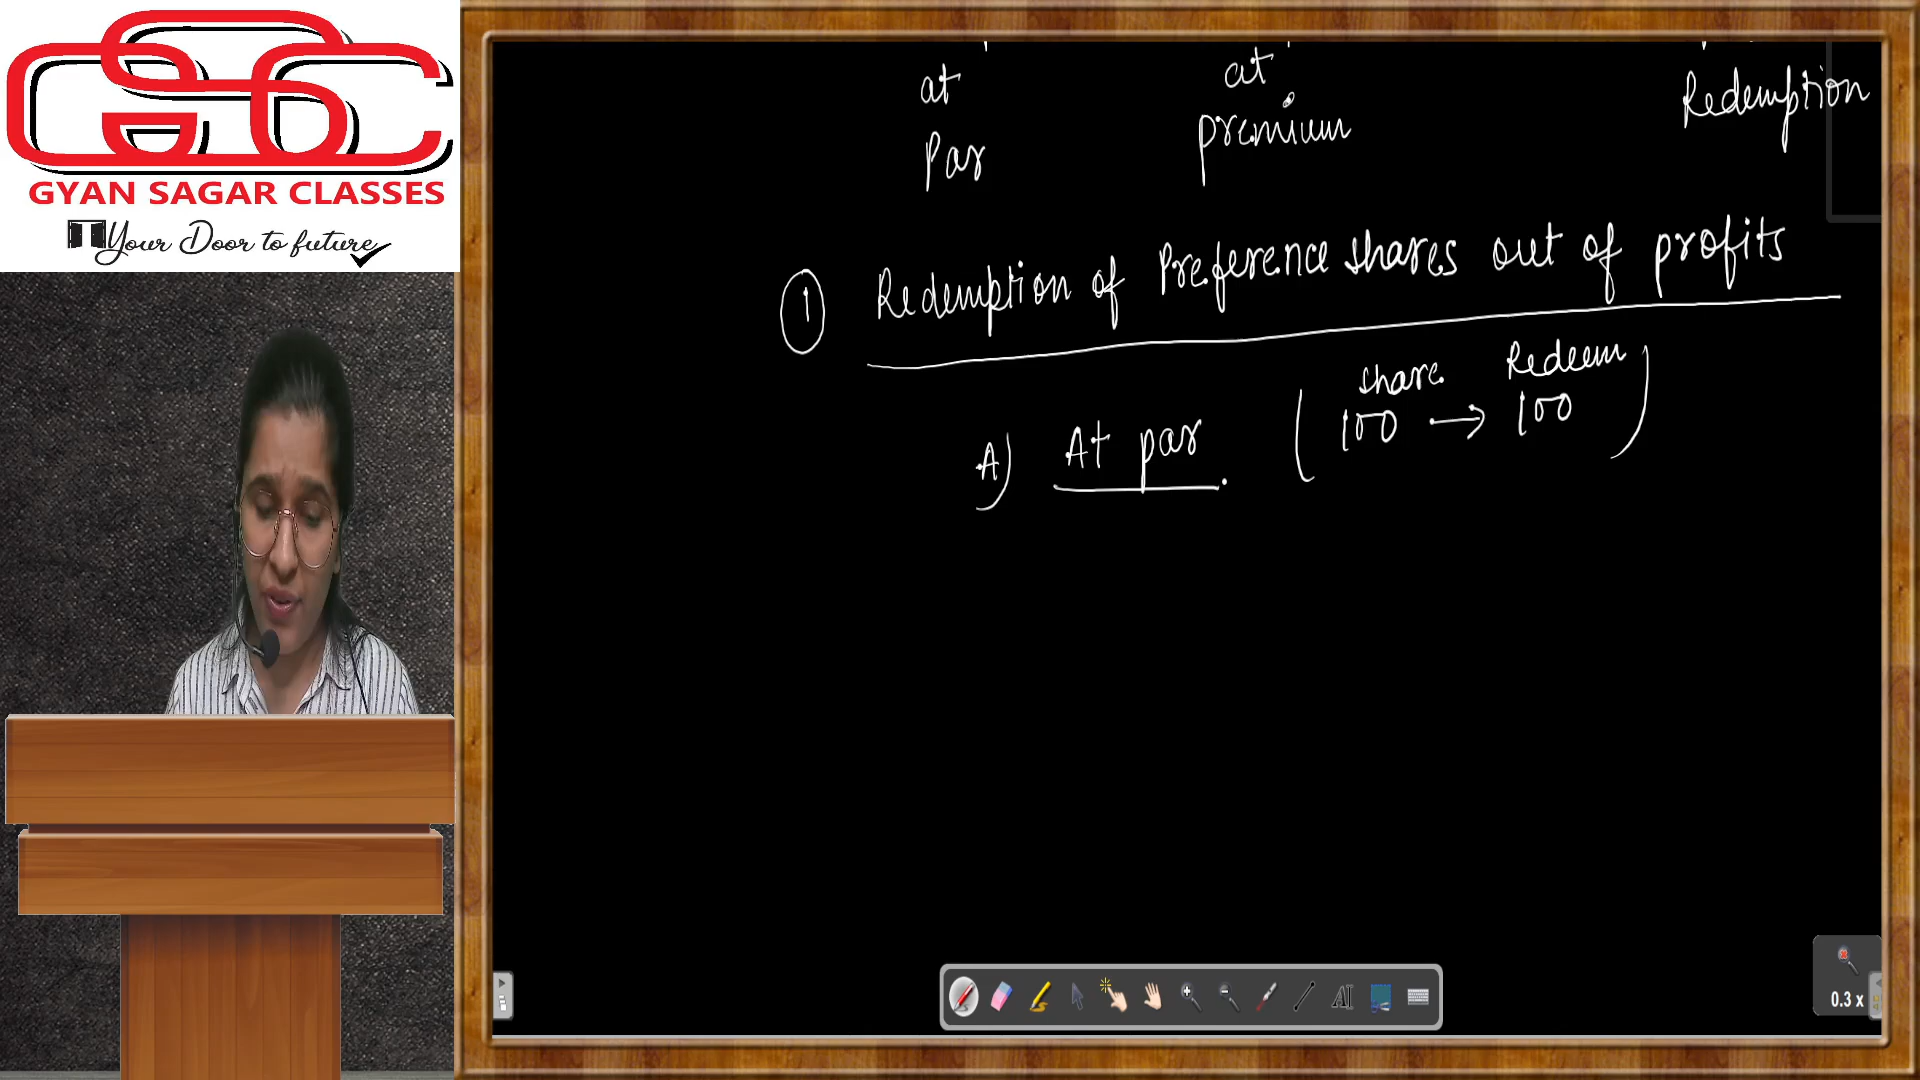 GSC
GYAN SAGAR CLASSES
Your Door to future
at
Par
at
premium
Redemption
1 Redemption of Preference shares out of profits
A) At par. (share 100 → Redeem 100)
0.3 x